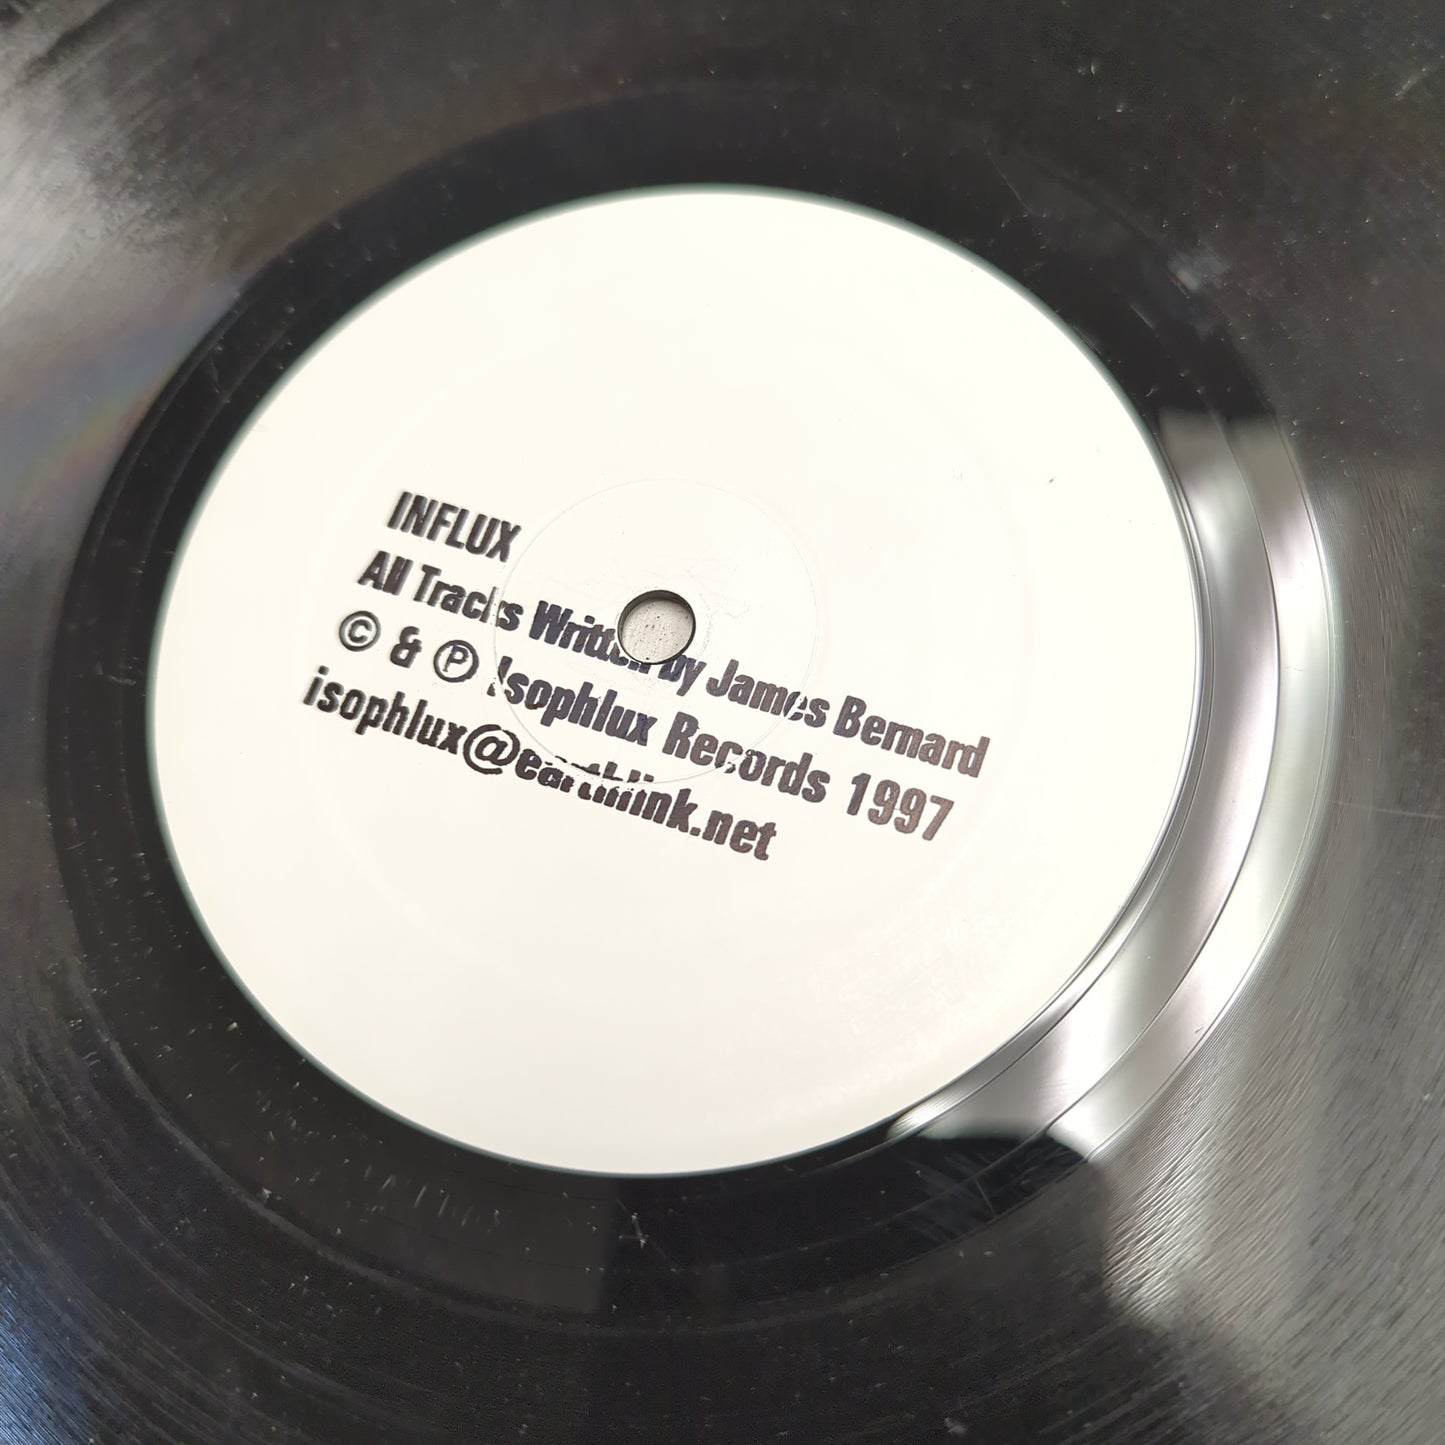 INFLUX
All Tracks Written by James Bernard
© & ℗ Isophlux Records 1997
isophlux@earthlink.net